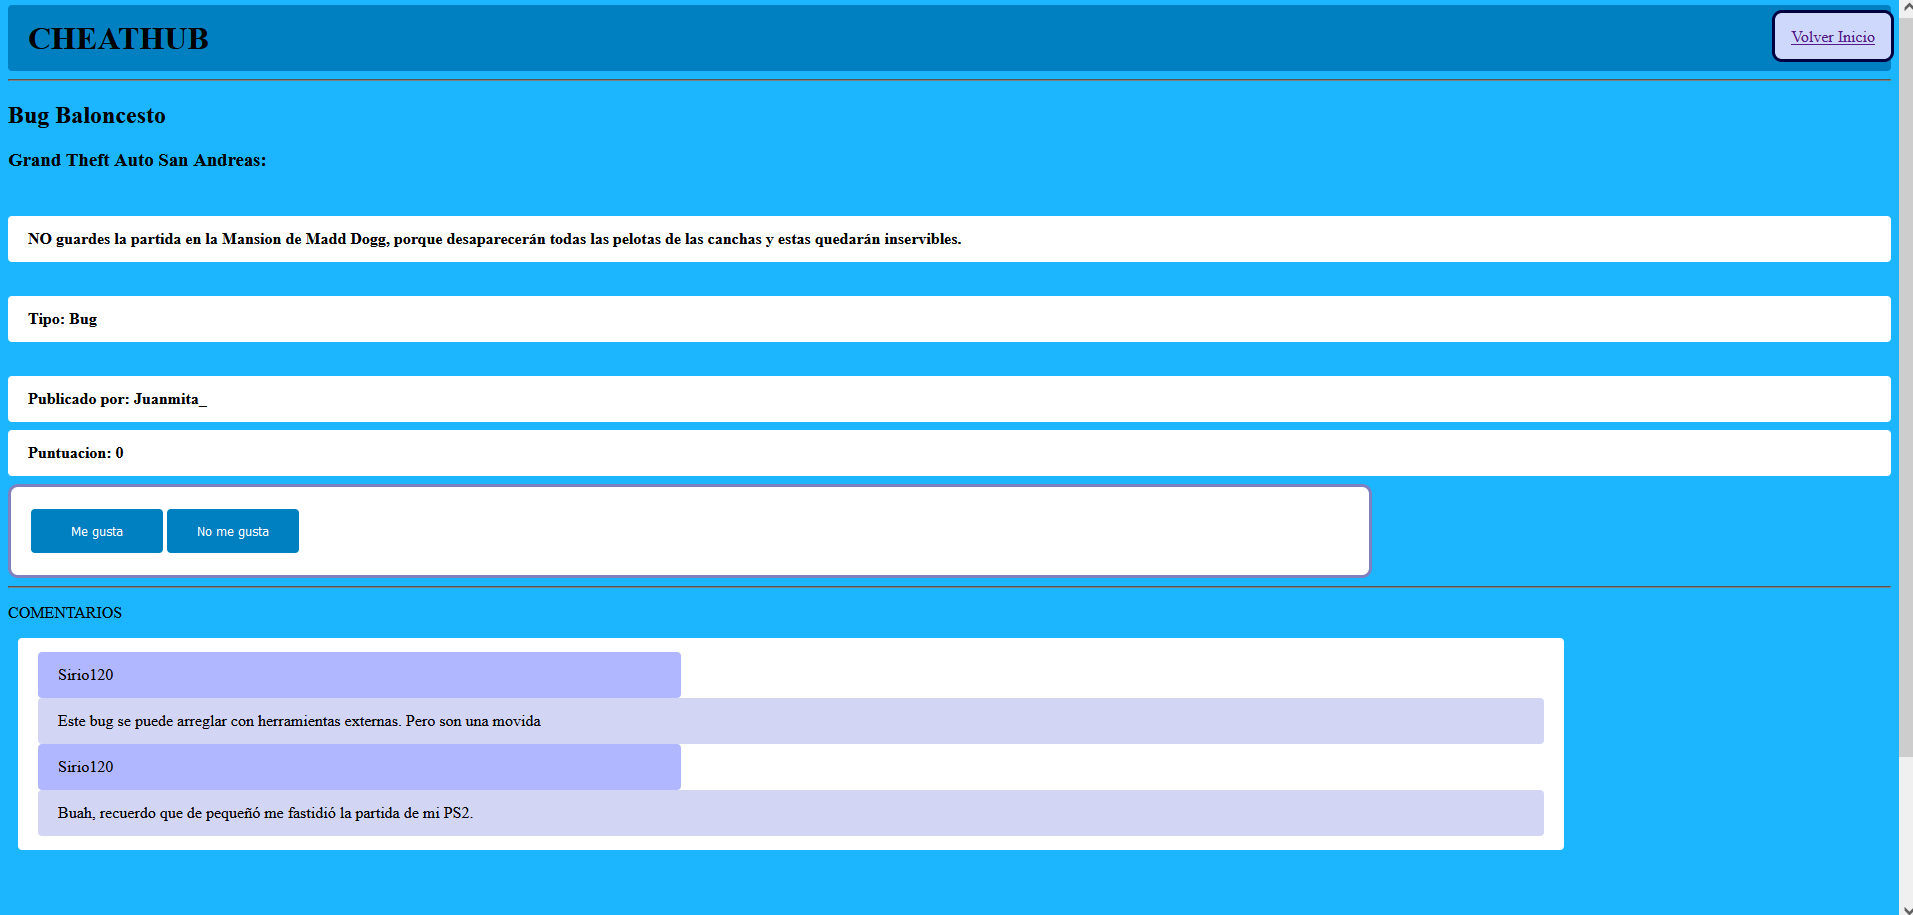 CHEATHUB
Volver Inicio
Bug Baloncesto
Grand Theft Auto San Andreas:
NO guardes la partida en la Mansion de Madd Dogg, porque desaparecerán todas las pelotas de las canchas y estas quedarán inservibles.
Tipo: Bug
Publicado por: Juanmita_
Puntuacion: 0
Me gusta
No me gusta
COMENTARIOS
Sirio120
Este bug se puede arreglar con herramientas externas. Pero son una movida
Sirio120
Buah, recuerdo que de pequeñó me fastidió la partida de mi PS2.